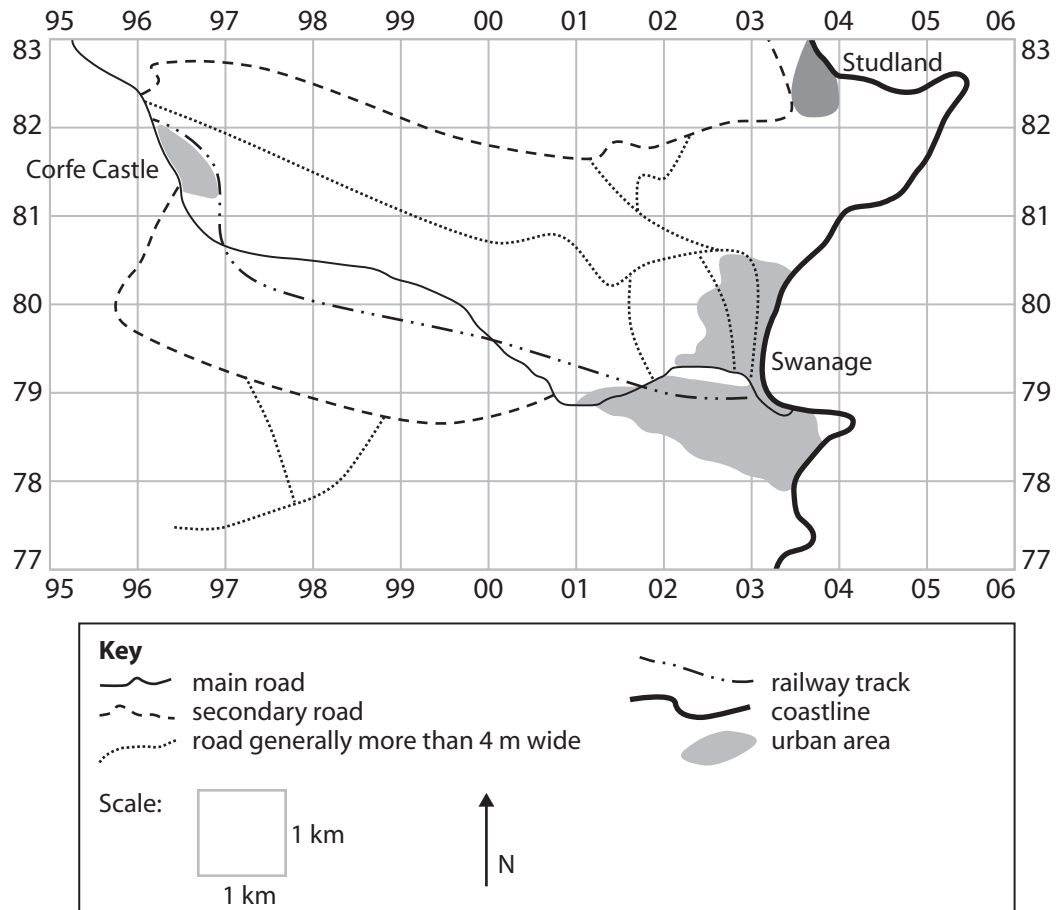 95 96 97 98 99 00 01 02 03 04 05 06
83 83
Studland
82 82
Corfe Castle
81 81
80 80
Swanage
79 79
78 78
77 77
95 96 97 98 99 00 01 02 03 04 05 06
Key
main road
secondary road
road generally more than 4 m wide
railway track
coastline
urban area
Scale:
1 km
1 km
N